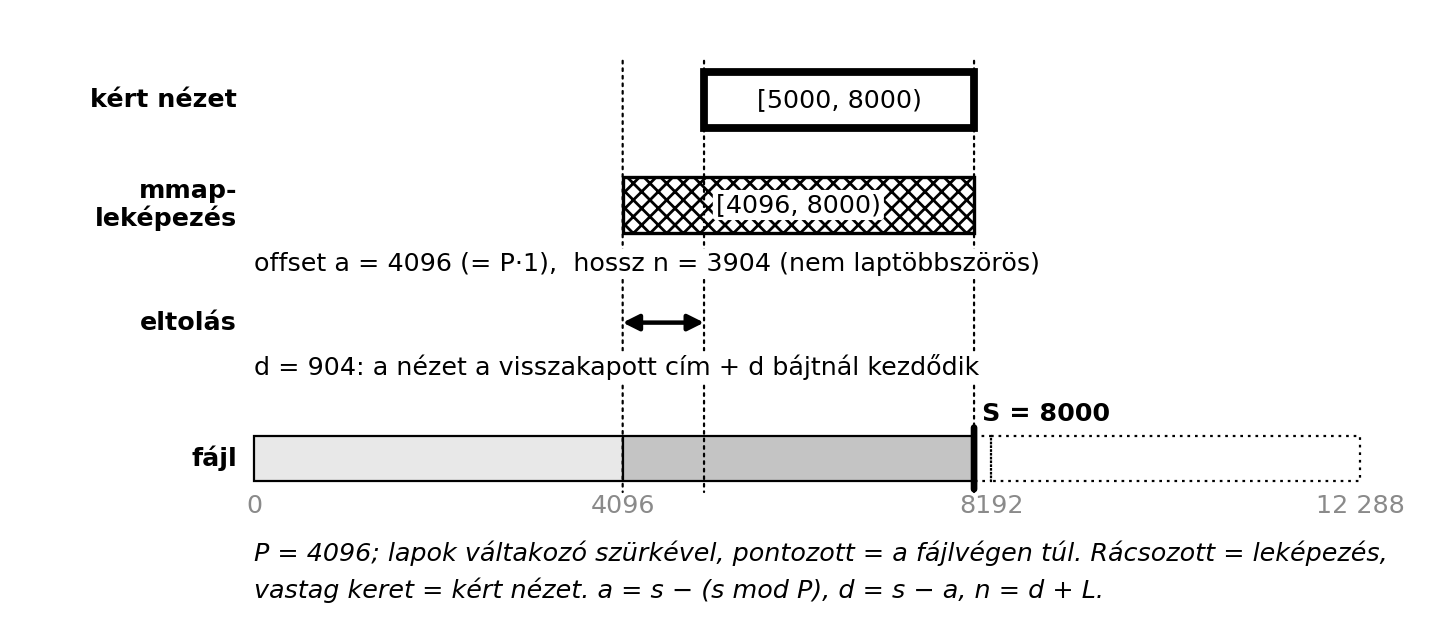 kért nézet
[5000, 8000)
mmap-
leképezés
[4096, 8000)
offset a = 4096 (= P·1),  hossz n = 3904 (nem laptöbbszörös)
eltolás
d = 904: a nézet a visszakapott cím + d bájtnál kezdődik
S = 8000
fájl
0
4096
8192
12 288
P = 4096; lapok váltakozó szürkével, pontozott = a fájlvégen túl. Rácsozott = leképezés,
vastag keret = kért nézet. a = s − (s mod P), d = s − a, n = d + L.